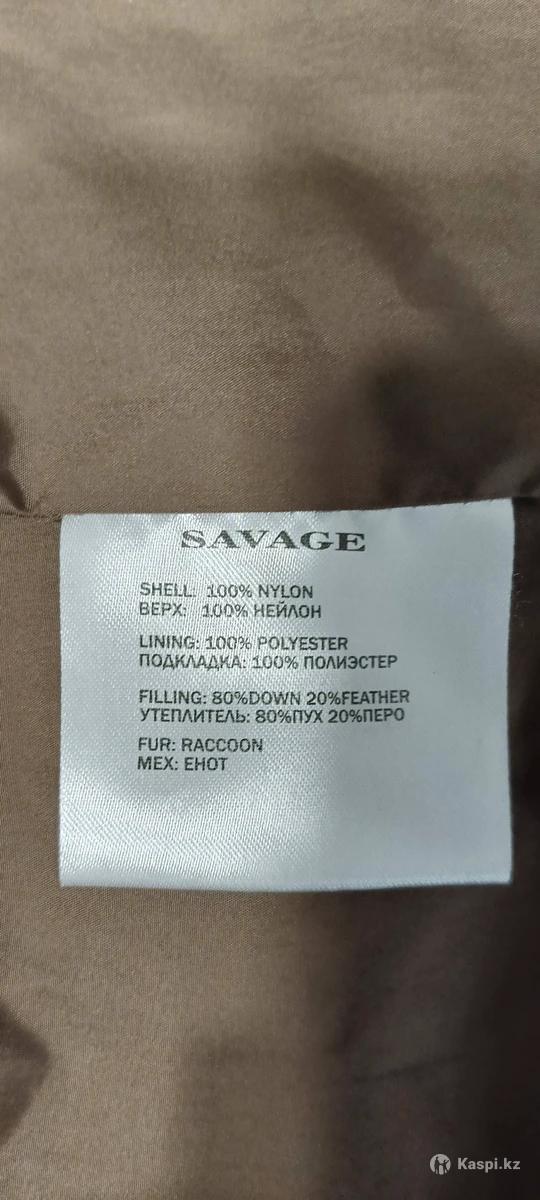 SAVAGE
SHELL: 100% NYLON
ВЕРХ: 100% НЕЙЛОН
LINING: 100% POLYESTER
ПОДКЛАДКА: 100% ПОЛИЭСТЕР
FILLING: 80%DOWN 20%FEATHER
УТЕПЛИТЕЛЬ: 80%ПУХ 20%ПЕРО
FUR: RACCOON
МЕХ: ЕНОТ
Kaspi.kz